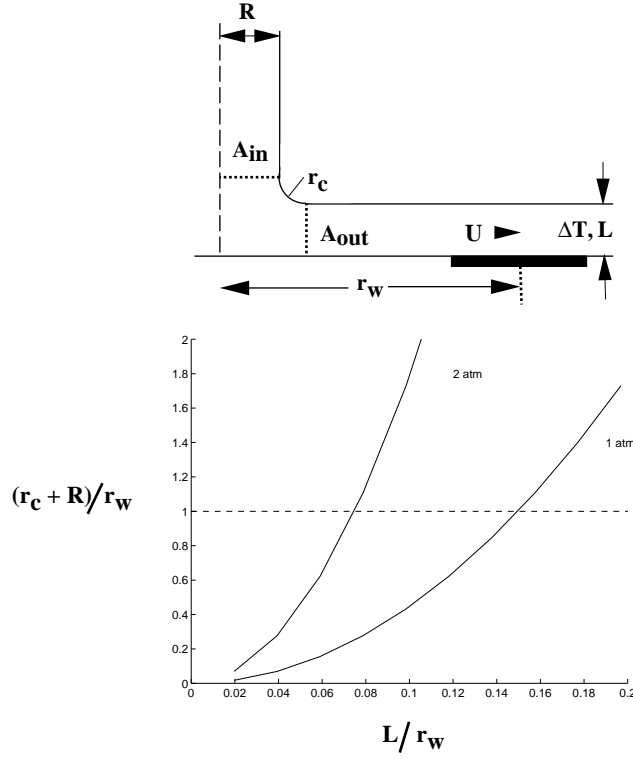 R
A_in
r_c
A_out
U
ΔT, L
r_w
2
1.8
1.6
1.4
1.2
1
0.8
0.6
0.4
0.2
0
2 atm
1 atm
(r_c + R)/r_w
0
0.02
0.04
0.06
0.08
0.1
0.12
0.14
0.16
0.18
0.2
L/r_w